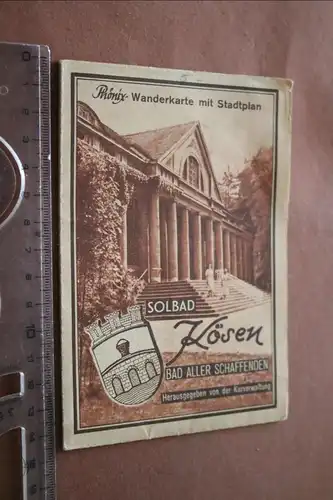 Phönix-Wanderkarte mit Stadtplan
SOLBAD
Kösen
BAD ALLER SCHAFFENDEN
Herausgegeben von der Kurverwaltung